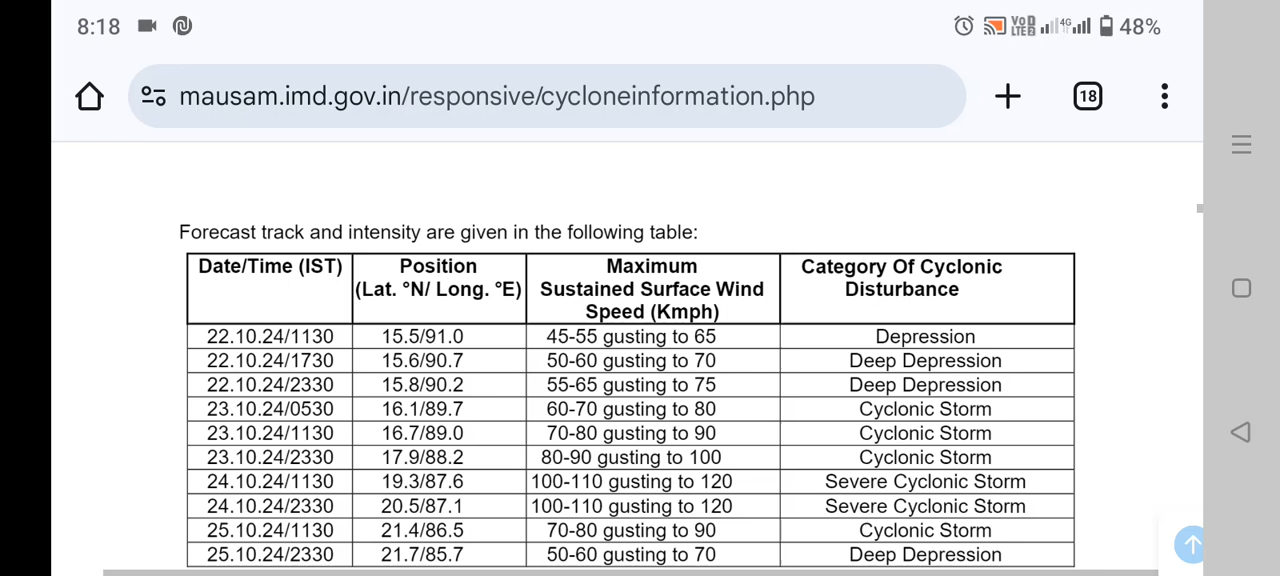 8:18
Vo LTE2 4G 48%
mausam.imd.gov.in/responsive/cycloneinformation.php
18
Forecast track and intensity are given in the following table:
Date/Time (IST) Position (Lat. °N/ Long. °E) Maximum Sustained Surface Wind Speed (Kmph) Category Of Cyclonic Disturbance
22.10.24/1130 15.5/91.0 45-55 gusting to 65 Depression
22.10.24/1730 15.6/90.7 50-60 gusting to 70 Deep Depression
22.10.24/2330 15.8/90.2 55-65 gusting to 75 Deep Depression
23.10.24/0530 16.1/89.7 60-70 gusting to 80 Cyclonic Storm
23.10.24/1130 16.7/89.0 70-80 gusting to 90 Cyclonic Storm
23.10.24/2330 17.9/88.2 80-90 gusting to 100 Cyclonic Storm
24.10.24/1130 19.3/87.6 100-110 gusting to 120 Severe Cyclonic Storm
24.10.24/2330 20.5/87.1 100-110 gusting to 120 Severe Cyclonic Storm
25.10.24/1130 21.4/86.5 70-80 gusting to 90 Cyclonic Storm
25.10.24/2330 21.7/85.7 50-60 gusting to 70 Deep Depression